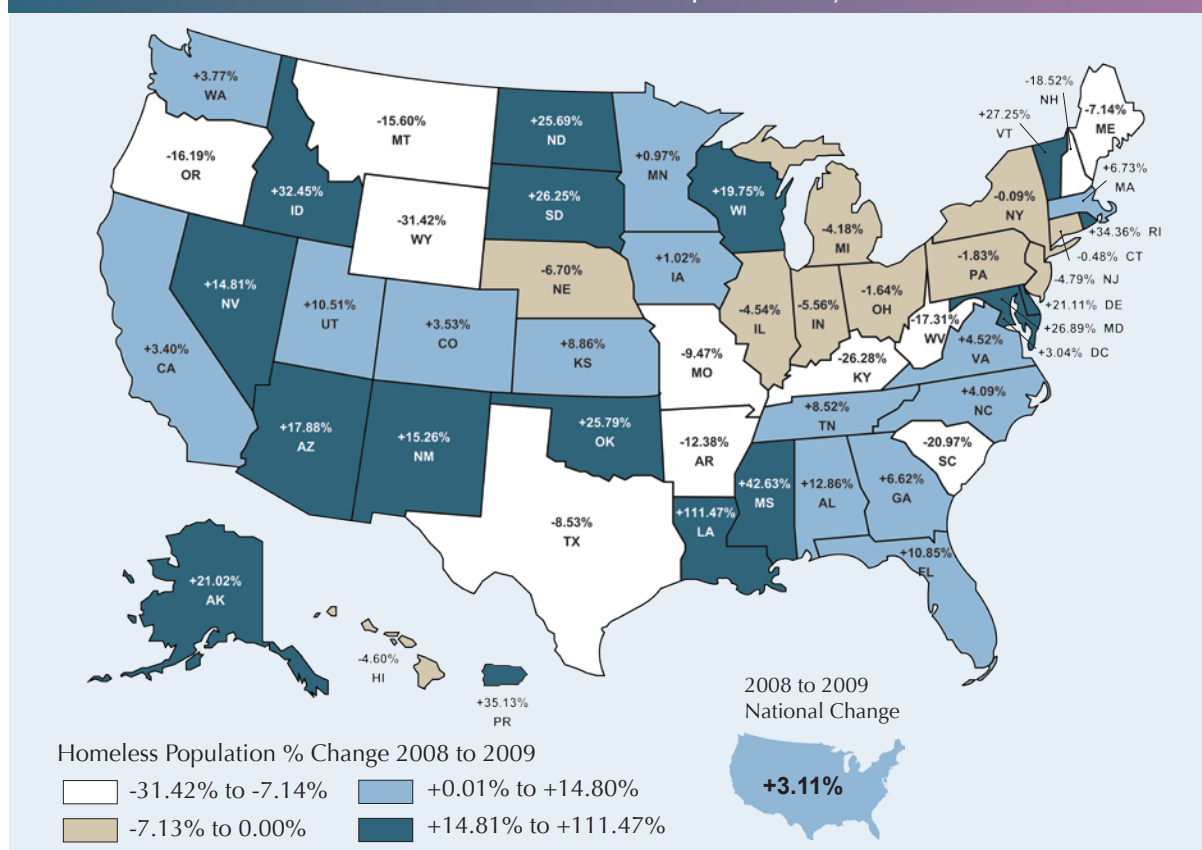 +3.77%
WA
-16.19%
OR
+32.45%
ID
-15.60%
MT
-31.42%
WY
+25.69%
ND
+26.25%
SD
-6.70%
NE
+0.97%
MN
+19.75%
WI
-4.18%
MI
+1.02%
IA
+14.81%
NV
+3.40%
CA
+10.51%
UT
+3.53%
CO
+8.86%
KS
-9.47%
MO
-4.54%
IL
-5.56%
IN
-1.64%
OH
-1.83%
PA
-0.09%
NY
+27.25%
VT
-18.52%
NH
-7.14%
ME
+6.73%
MA
+34.36% RI
-0.48% CT
-4.79% NJ
+21.11% DE
+26.89% MD
+3.04% DC
-17.31%
WV
+4.52%
VA
-26.28%
KY
+8.52%
TN
+4.09%
NC
-20.97%
SC
+17.88%
AZ
+15.26%
NM
+25.79%
OK
-12.38%
AR
-8.53%
TX
+111.47%
LA
+42.63%
MS
+12.86%
AL
+6.62%
GA
+10.85%
FL
+21.02%
AK
-4.60%
HI
+35.13%
PR
2008 to 2009
National Change
+3.11%
Homeless Population % Change 2008 to 2009
-31.42% to -7.14%
+0.01% to +14.80%
-7.13% to 0.00%
+14.81% to +111.47%